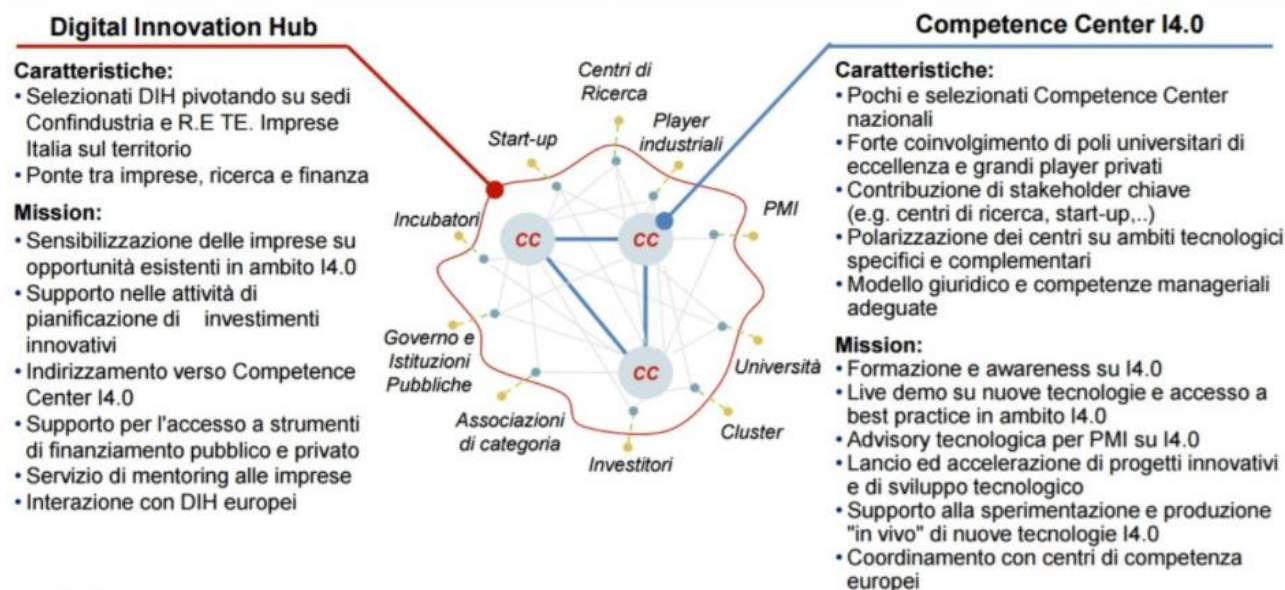 Digital Innovation Hub
Caratteristiche:
• Selezionati DIH pivotando su sedi
Confindustria e R.E TE. Imprese
Italia sul territorio
• Ponte tra imprese, ricerca e finanza
Mission:
• Sensibilizzazione delle imprese su
opportunità esistenti in ambito I4.0
• Supporto nelle attività di
pianificazione di investimenti
innovativi
• Indirizzamento verso Competence
Center I4.0
• Supporto per l'accesso a strumenti
di finanziamento pubblico e privato
• Servizio di mentoring alle imprese
• Interazione con DIH europei
Centri di
Ricerca
Start-up
Player
industriali
Incubatori
PMI
CC
CC
CC
Governo e
Istituzioni
Pubbliche
Università
Associazioni
di categoria
Cluster
Investitori
Competence Center I4.0
Caratteristiche:
• Pochi e selezionati Competence Center
nazionali
• Forte coinvolgimento di poli universitari di
eccellenza e grandi player privati
• Contribuzione di stakeholder chiave
(e.g. centri di ricerca, start-up,..)
• Polarizzazione dei centri su ambiti tecnologici
specifici e complementari
• Modello giuridico e competenze manageriali
adeguate
Mission:
• Formazione e awareness su I4.0
• Live demo su nuove tecnologie e accesso a
best practice in ambito I4.0
• Advisory tecnologica per PMI su I4.0
• Lancio ed accelerazione di progetti innovativi
e di sviluppo tecnologico
• Supporto alla sperimentazione e produzione
"in vivo" di nuove tecnologie I4.0
• Coordinamento con centri di competenza
europei